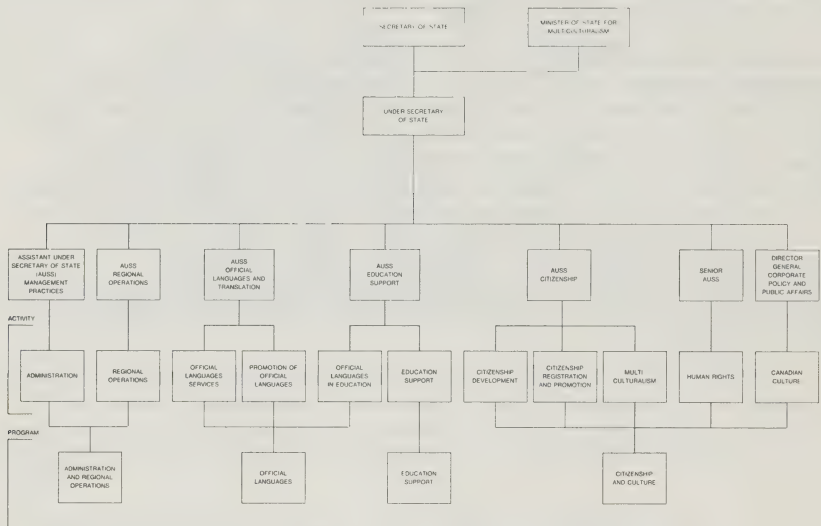 SECRETARY OF STATE
MINISTER OF STATE FOR
MULTICULTURALISM
UNDER SECRETARY
OF STATE
ASSISTANT UNDER
SECRETARY OF STATE
(AUSS)
MANAGEMENT
PRACTICES
AUSS
REGIONAL
OPERATIONS
AUSS
OFFICIAL
LANGUAGES AND
TRANSLATION
AUSS
EDUCATION
SUPPORT
AUSS
CITIZENSHIP
SENIOR
AUSS
DIRECTOR
GENERAL
CORPORATE
POLICY AND
PUBLIC AFFAIRS
ACTIVITY
ADMINISTRATION
REGIONAL
OPERATIONS
OFFICIAL
LANGUAGES
SERVICES
PROMOTION OF
OFFICIAL
LANGUAGES
OFFICIAL
LANGUAGES
IN EDUCATION
EDUCATION
SUPPORT
CITIZENSHIP
DEVELOPMENT
CITIZENSHIP
REGISTRATION
AND PROMOTION
MULTI
CULTURALISM
HUMAN RIGHTS
CANADIAN
CULTURE
PROGRAM
ADMINISTRATION
AND REGIONAL
OPERATIONS
OFFICIAL
LANGUAGES
EDUCATION
SUPPORT
CITIZENSHIP
AND CULTURE